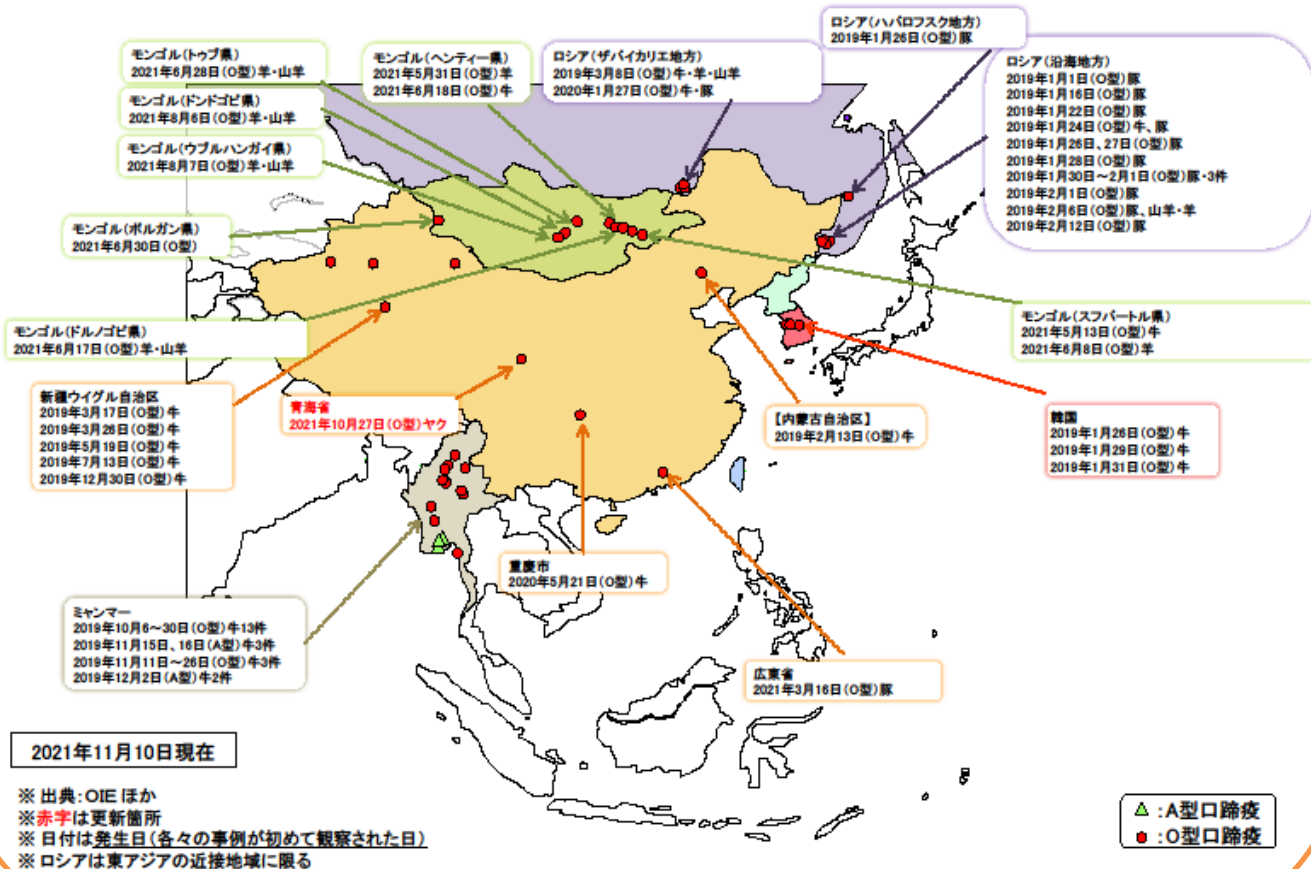 モンゴル(トゥブ県)
2021年6月28日(O型)羊・山羊
モンゴル(ドンドゴビ県)
2021年8月6日(O型)羊・山羊
モンゴル(ウブルハンガイ県)
2021年8月7日(O型)羊・山羊
モンゴル(ボルガン県)
2021年6月30日(O型)
モンゴル(ドルノゴビ県)
2021年6月17日(O型)羊・山羊
モンゴル(ヘンティー県)
2021年5月31日(O型)羊
2021年6月18日(O型)牛
ロシア(ザバイカリエ地方)
2019年3月8日(O型)牛・羊・山羊
2020年1月27日(O型)牛・豚
ロシア(ハバロフスク地方)
2019年1月26日(O型)豚
ロシア(沿海地方)
2019年1月1日(O型)豚
2019年1月16日(O型)豚
2019年1月22日(O型)豚
2019年1月24日(O型)牛、豚
2019年1月26日、27日(O型)豚
2019年1月28日(O型)豚
2019年1月30日～2月1日(O型)豚・3件
2019年2月1日(O型)豚
2019年2月6日(O型)豚、山羊・羊
2019年2月12日(O型)豚
モンゴル(スフバートル県)
2021年5月13日(O型)牛
2021年6月8日(O型)羊
新疆ウイグル自治区
2019年3月17日(O型)牛
2019年3月26日(O型)牛
2019年5月19日(O型)牛
2019年7月13日(O型)牛
2019年12月30日(O型)牛
青海省
2021年10月27日(O型)ヤク
【内蒙古自治区】
2019年2月13日(O型)牛
韓国
2019年1月26日(O型)牛
2019年1月29日(O型)牛
2019年1月31日(O型)牛
重慶市
2020年5月21日(O型)牛
ミャンマー
2019年10月6～30日(O型)牛13件
2019年11月15日、16日(A型)牛3件
2019年11月11日～26日(O型)牛3件
2019年12月2日(A型)牛2件
広東省
2021年3月16日(O型)豚
2021年11月10日現在
※ 出典:OIE ほか
※赤字は更新箇所
※ 日付は発生日(各々の事例が初めて観察された日)
※ ロシアは東アジアの近接地域に限る
:A型口蹄疫
:O型口蹄疫